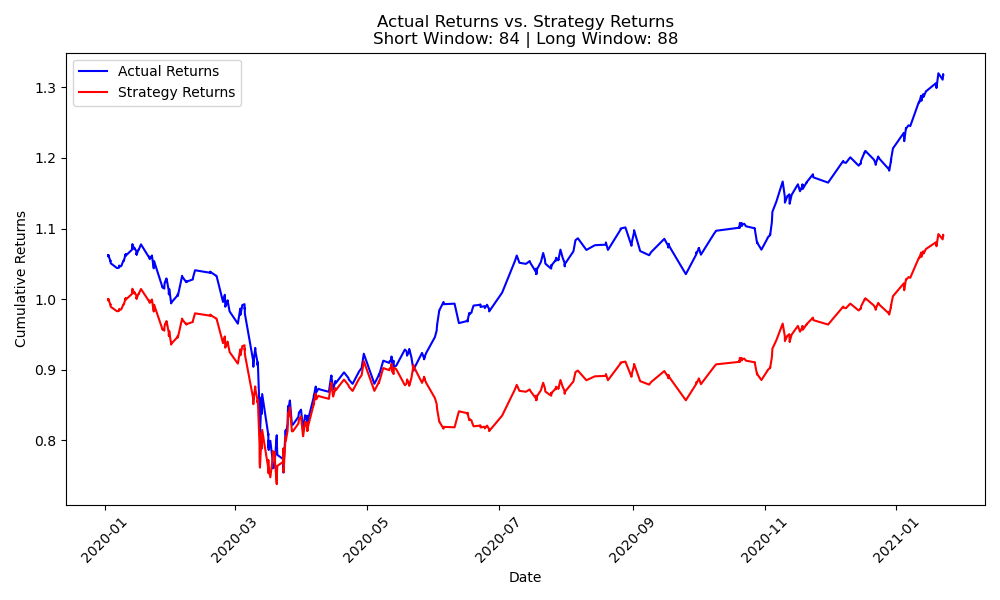 Actual Returns vs. Strategy Returns
Short Window: 84 | Long Window: 88
Actual Returns
Strategy Returns
Cumulative Returns
1.3
1.2
1.1
1.0
0.9
0.8
2020-01
2020-03
2020-05
2020-07
2020-09
2020-11
2021-01
Date